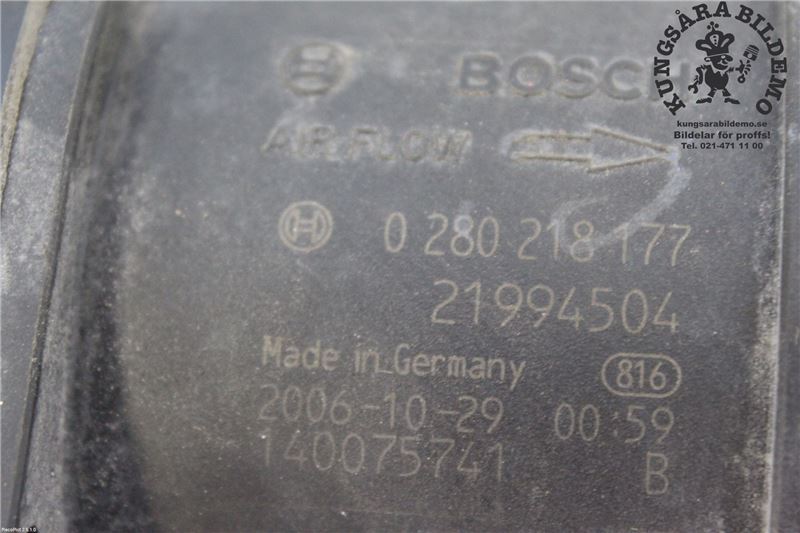 KUNGSÅRA BILDEMO
kungsarabildemo.se
Bildelar för proffs!
Tel. 021-471 11 00
BOSCH
AIR FLOW
0 280 218 177
21994504
Made in Germany
816
2006-10-29 00:59
140075741 B